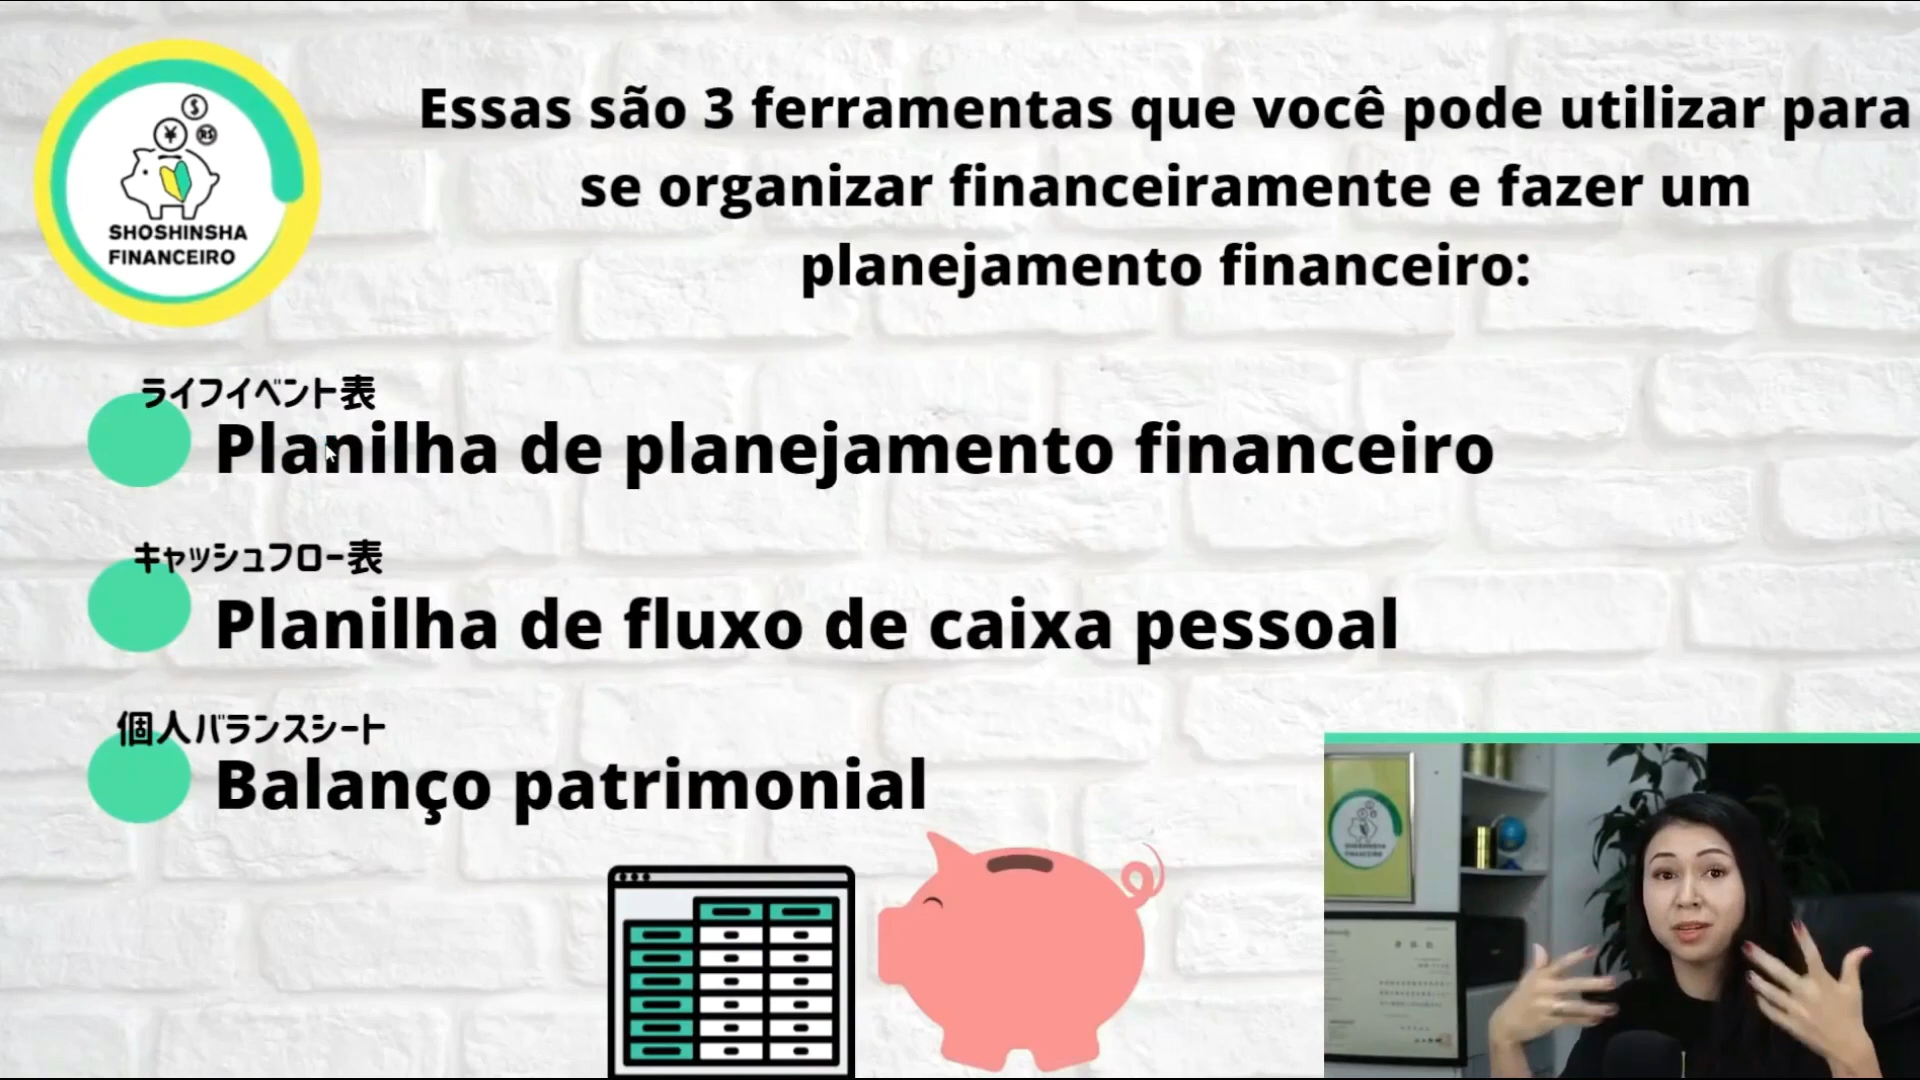 SHOSHINSHA
FINANCEIRO
Essas são 3 ferramentas que você pode utilizar para
se organizar financeiramente e fazer um
planejamento financeiro:
ライフイベント表
Planilha de planejamento financeiro
キャッシュフロー表
Planilha de fluxo de caixa pessoal
個人バランスシート
Balanço patrimonial
SHOSHINSHA
FINANCEIRO